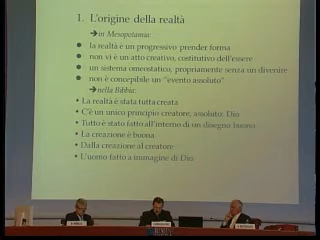 1. L'origine della realtà
➔in Mesopotamia:
● la realtà è un progressivo prender forma
● non vi è un atto creativo, costitutivo dell'essere
● un sistema omeostatico, propriamente senza un divenire
● non è concepibile un “evento assoluto”
➔nella Bibbia:
• La realtà è stata tutta creata
• C'è un unico principio creatore, assoluto: Dio
• Tutto è stato fatto all'interno di un disegno buono
• La creazione è buona
• Dalla creazione al creatore
• L'uomo fatto a immagine di Dio